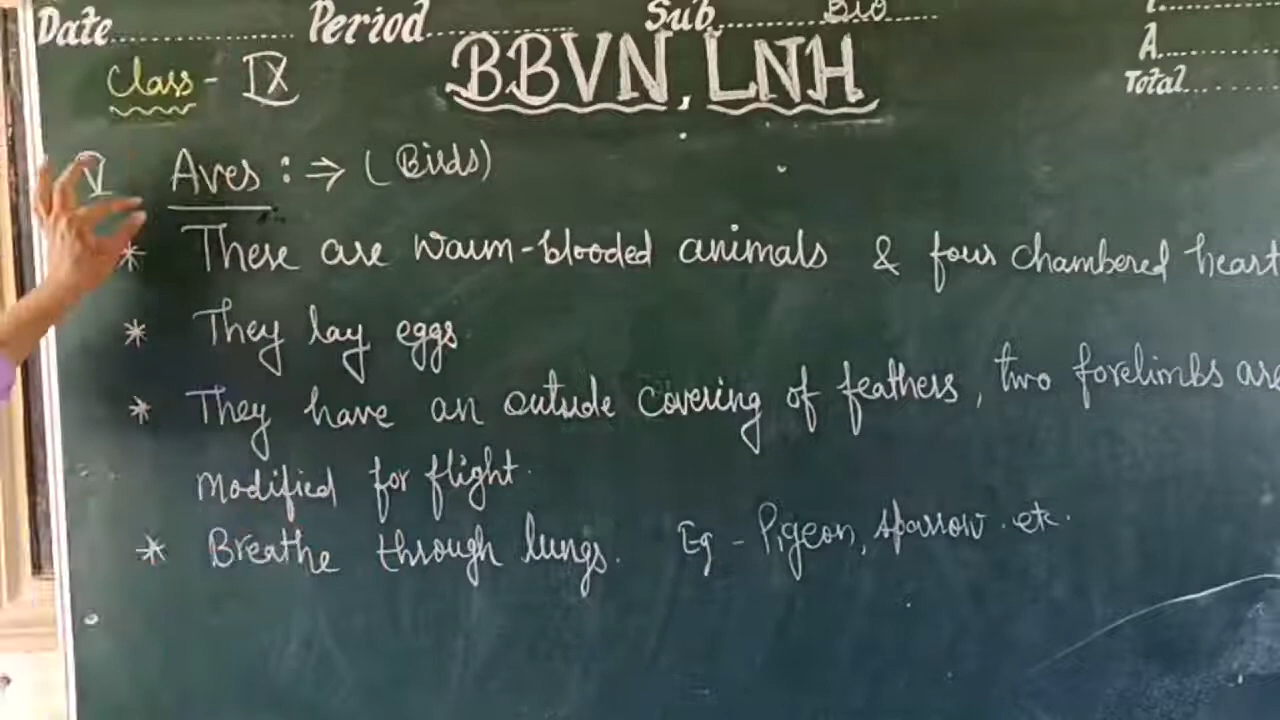 Date.............. Period.............. Sub......Bio......
T.......
A.......
Total.......
Class - IX
BBVN, LNH
V Aves :⇒ (Birds)
* These are warm-blooded animals & four chambered heart
* They lay eggs.
* They have an outside covering of feathers, two forelimbs are
modified for flight.
* Breathe through lungs. Eg - Pigeon, sparrow. etc.